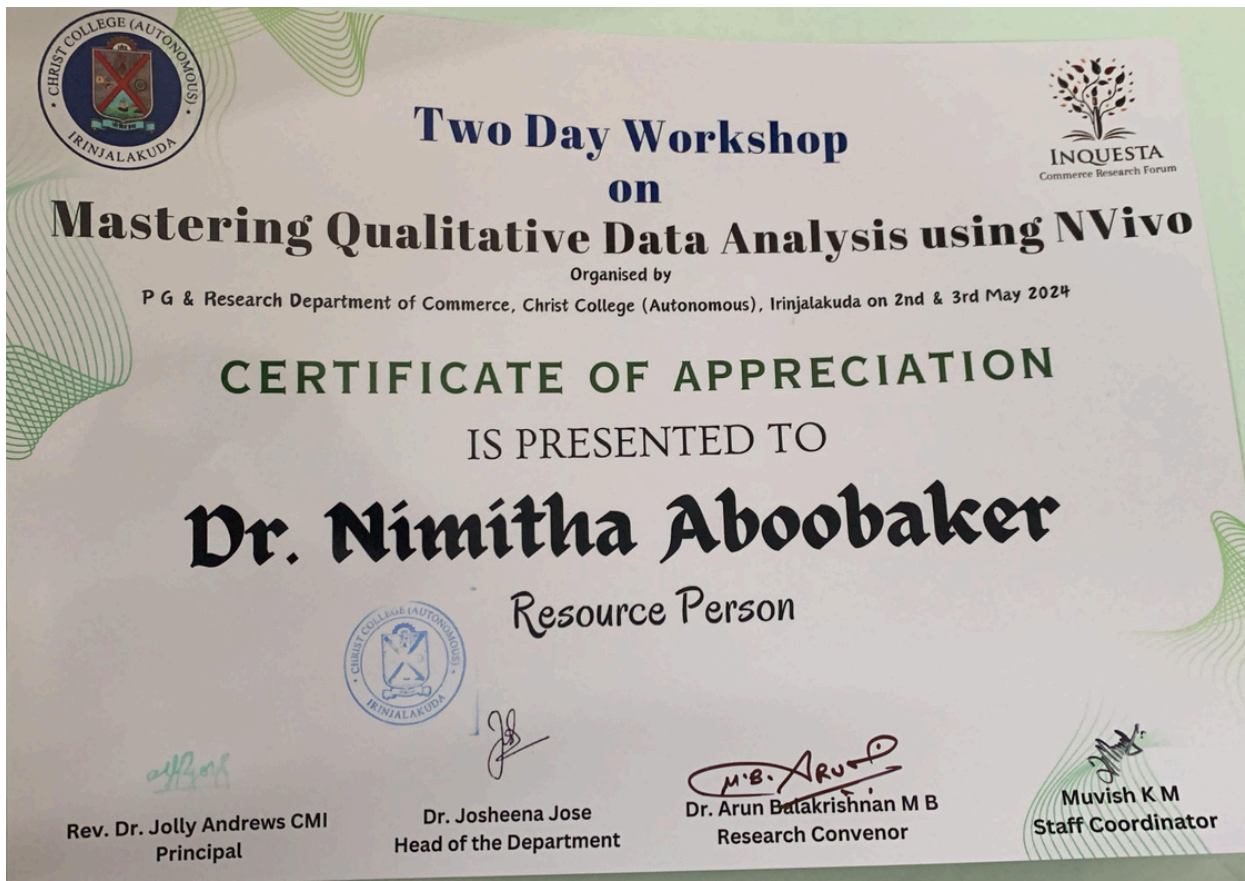 CHRIST COLLEGE (AUTONOMOUS)
IRINJALAKUDA
INQUESTA
Commerce Research Forum
Two Day Workshop
on
Mastering Qualitative Data Analysis using NVivo
Organised by
P G & Research Department of Commerce, Christ College (Autonomous), Irinjalakuda on 2nd & 3rd May 2024
CERTIFICATE OF APPRECIATION
IS PRESENTED TO
Dr. Nimitha Aboobaker
Resource Person
CHRIST COLLEGE (AUTONOMOUS)
IRINJALAKUDA
M.B. ARUN
Rev. Dr. Jolly Andrews CMI
Principal
Dr. Josheena Jose
Head of the Department
Dr. Arun Balakrishnan M B
Research Convenor
Muvish K M
Staff Coordinator